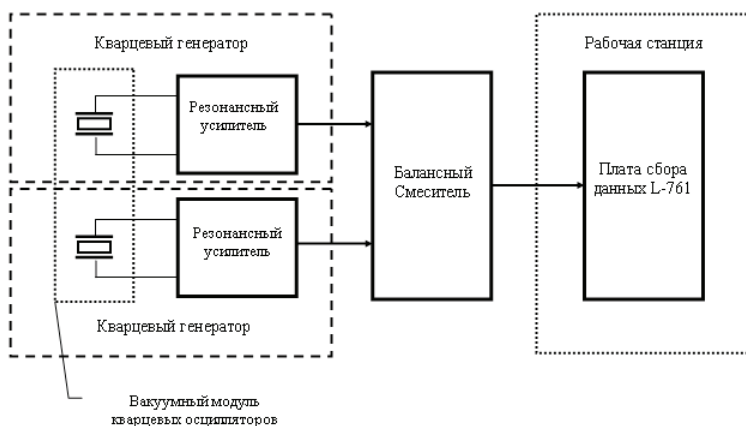 Кварцевый генератор
Рабочая станция
Резонансный
усилитель
Балансный
Смеситель
Плата сбора
данных L-761
Резонансный
усилитель
Кварцевый генератор
Вакуумный модуль
кварцевых осцилляторов